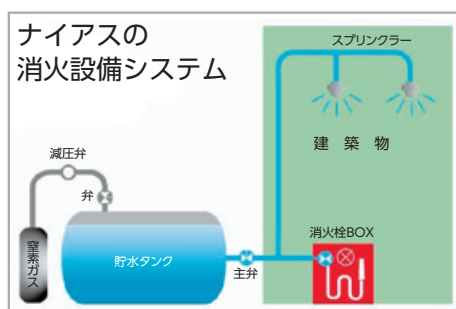 ナイアスの
消火設備システム
スプリンクラー
建築物
減圧弁
弁
窒素ガス
貯水タンク
主弁
消火栓BOX